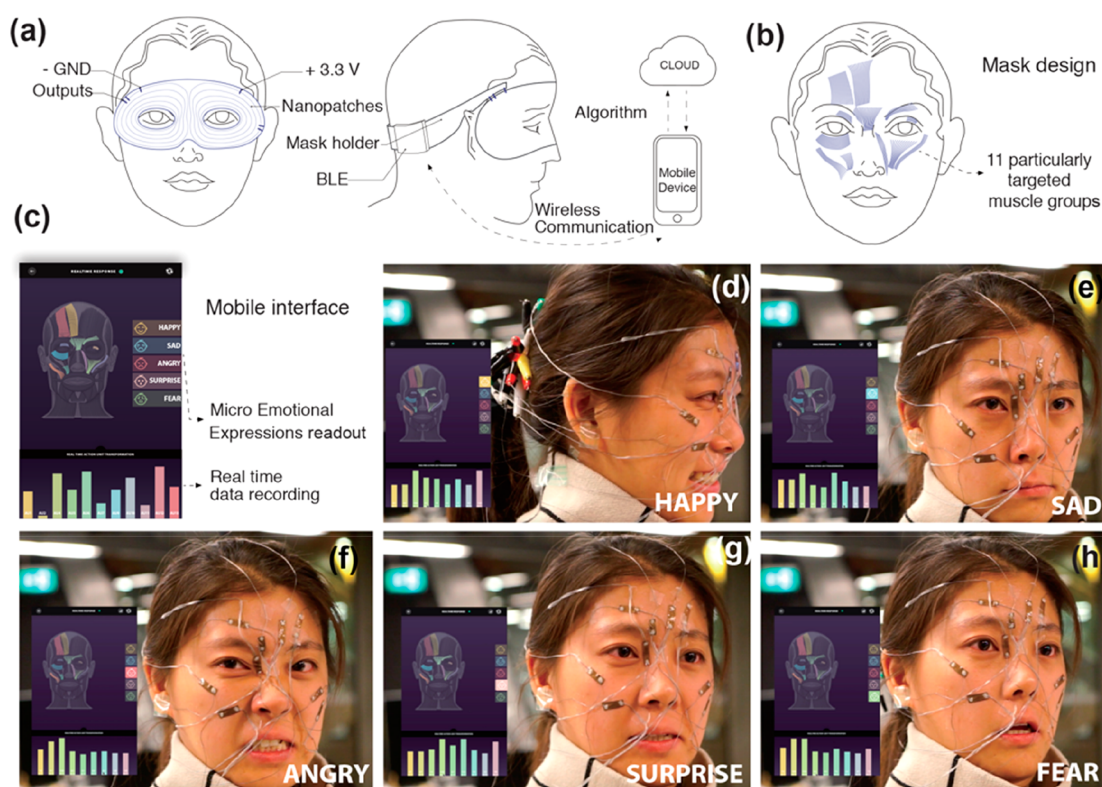 (a)
- GND
Outputs
+ 3.3 V
Nanopatches
Mask holder
BLE
Algorithm
CLOUD
Mobile
Device
Wireless
Communication
(b)
Mask design
11 particularly
targeted
muscle groups
(c)
REALTIME RESPONSE
HAPPY
SAD
ANGRY
SURPRISE
FEAR
Mobile interface
Micro Emotional
Expressions readout
Real time
data recording
(d)
HAPPY
(e)
SAD
(f)
ANGRY
(g)
SURPRISE
(h)
FEAR